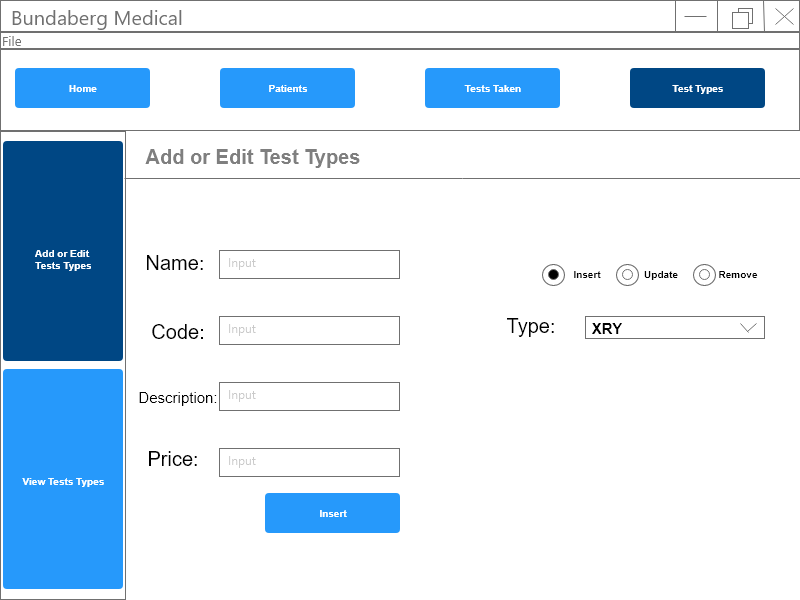 Bundaberg Medical
File
Home
Patients
Tests Taken
Test Types
Add or Edit
Tests Types
View Tests Types
Add or Edit Test Types
Name:
Input
Code:
Input
Description:
Input
Price:
Input
Insert
Insert
Update
Remove
Type:
XRY